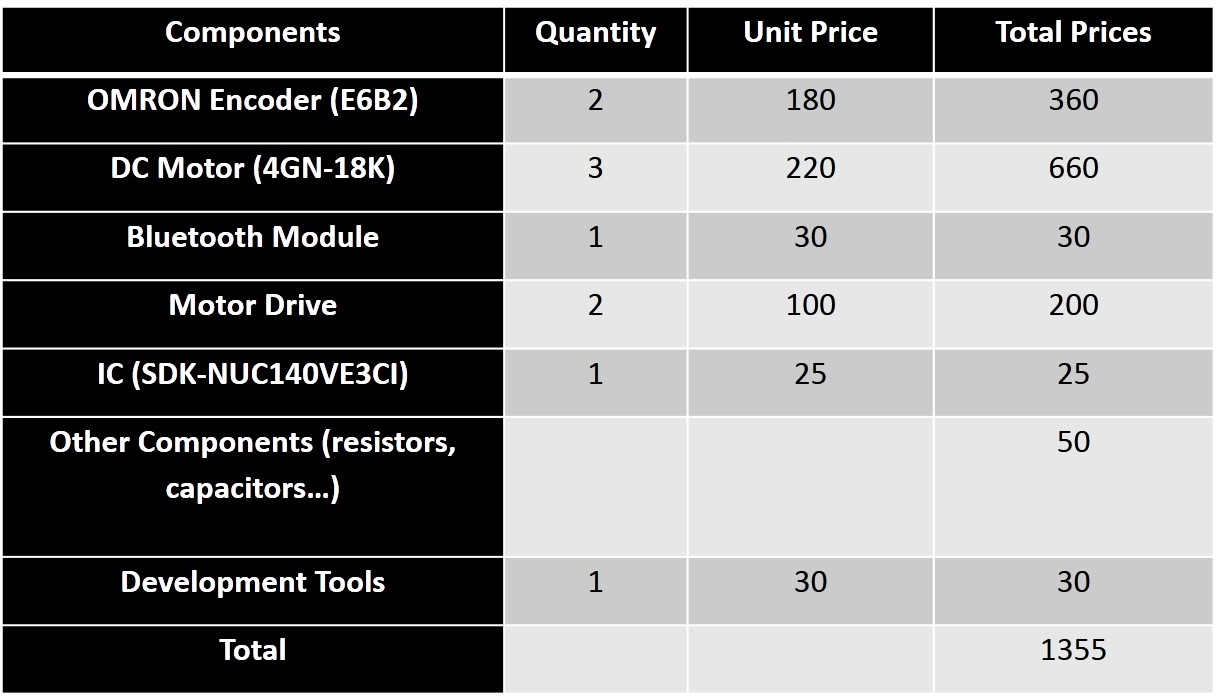 Components Quantity Unit Price Total Prices
OMRON Encoder (E6B2) 2 180 360
DC Motor (4GN-18K) 3 220 660
Bluetooth Module 1 30 30
Motor Drive 2 100 200
IC (SDK-NUC140VE3CI) 1 25 25
Other Components (resistors, 50
capacitors...)
Development Tools 1 30 30
Total 1355